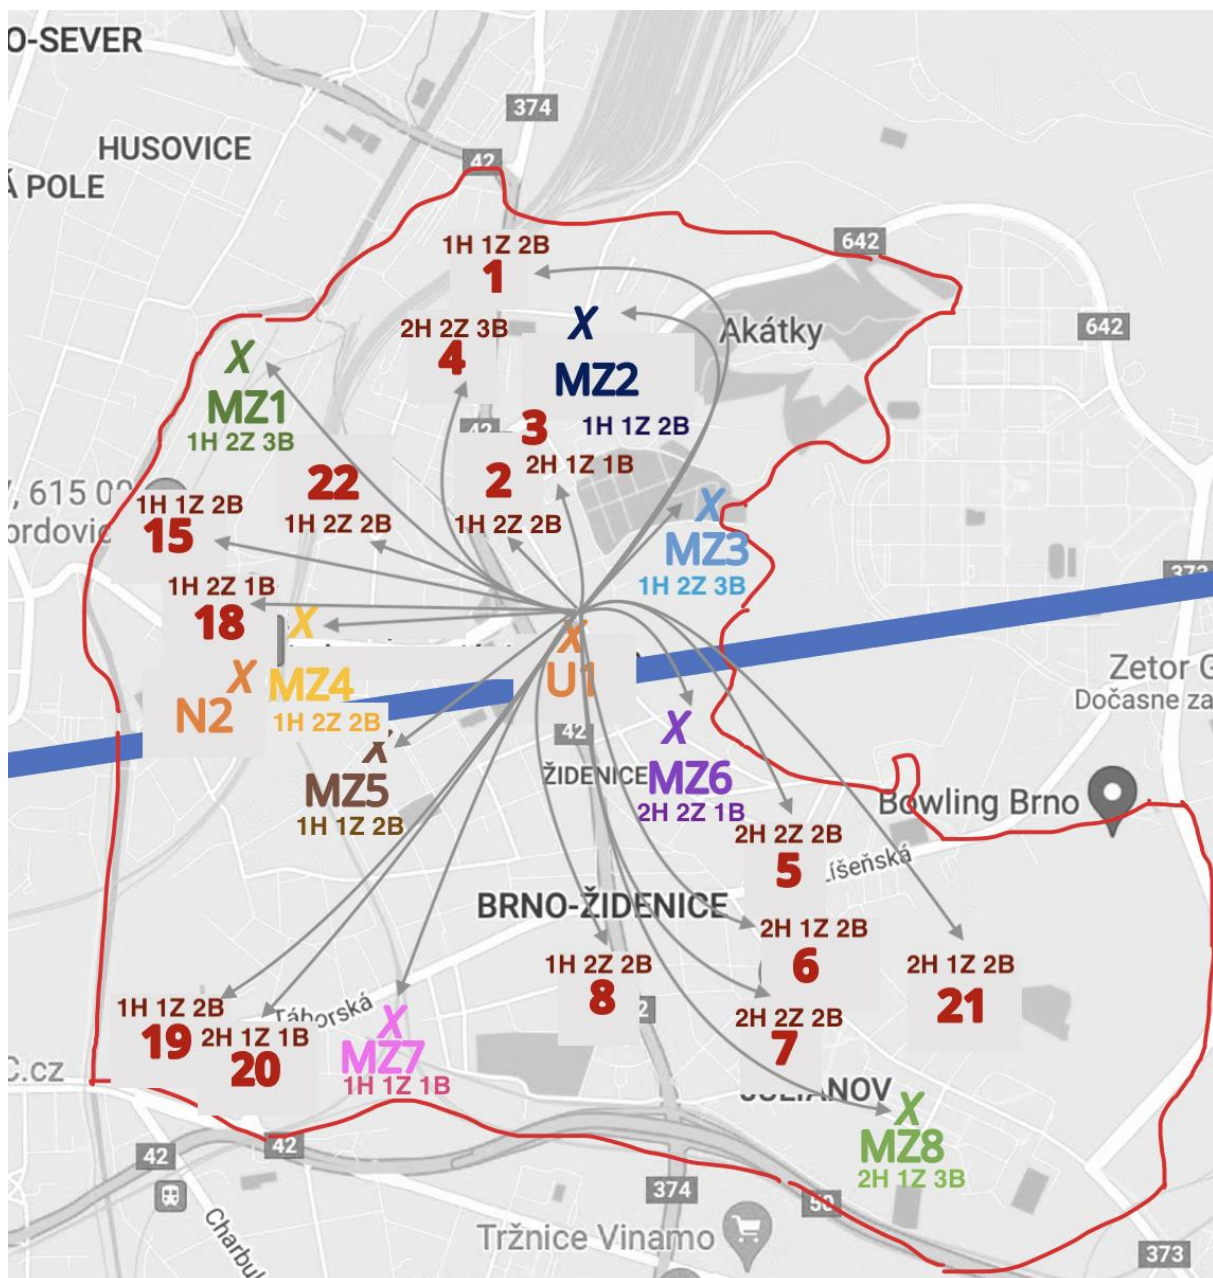 O-SEVER
374
HUSOVICE
42
Á POLE
1H 1Z 2B
1
642
2H 2Z 3B
4
X
Akátky
642
X
MZ2
MZ1
1H 2Z 3B
3
1H 1Z 2B
42
22
2
2H 1Z 1B
, 615 0
1H 1Z 2B
15
1H 2Z 2B
1H 2Z 2B
X
MZ3
1H 2Z 3B
1H 2Z 1B
18
X
X
U1
X
N2
MZ4
1H 2Z 2B
Zetor G
Dočasne za
42
X
X
ŽIDENICE
MZ6
2H 2Z 1B
MZ5
1H 1Z 2B
Bowling Brno
2H 2Z 2B
5
Líšeňská
BRNO-ŽIDENICE
2H 1Z 2B
6
1H 2Z 2B
8
2H 1Z 2B
21
1H 1Z 2B
19
Táborská
2H 1Z 1B
20
X
MZ7
1H 1Z 1B
2H 2Z 2B
7
C.cz
JULIANOV
X
MZ8
2H 1Z 3B
42
42
374
50
Tržnice Vinamo
373